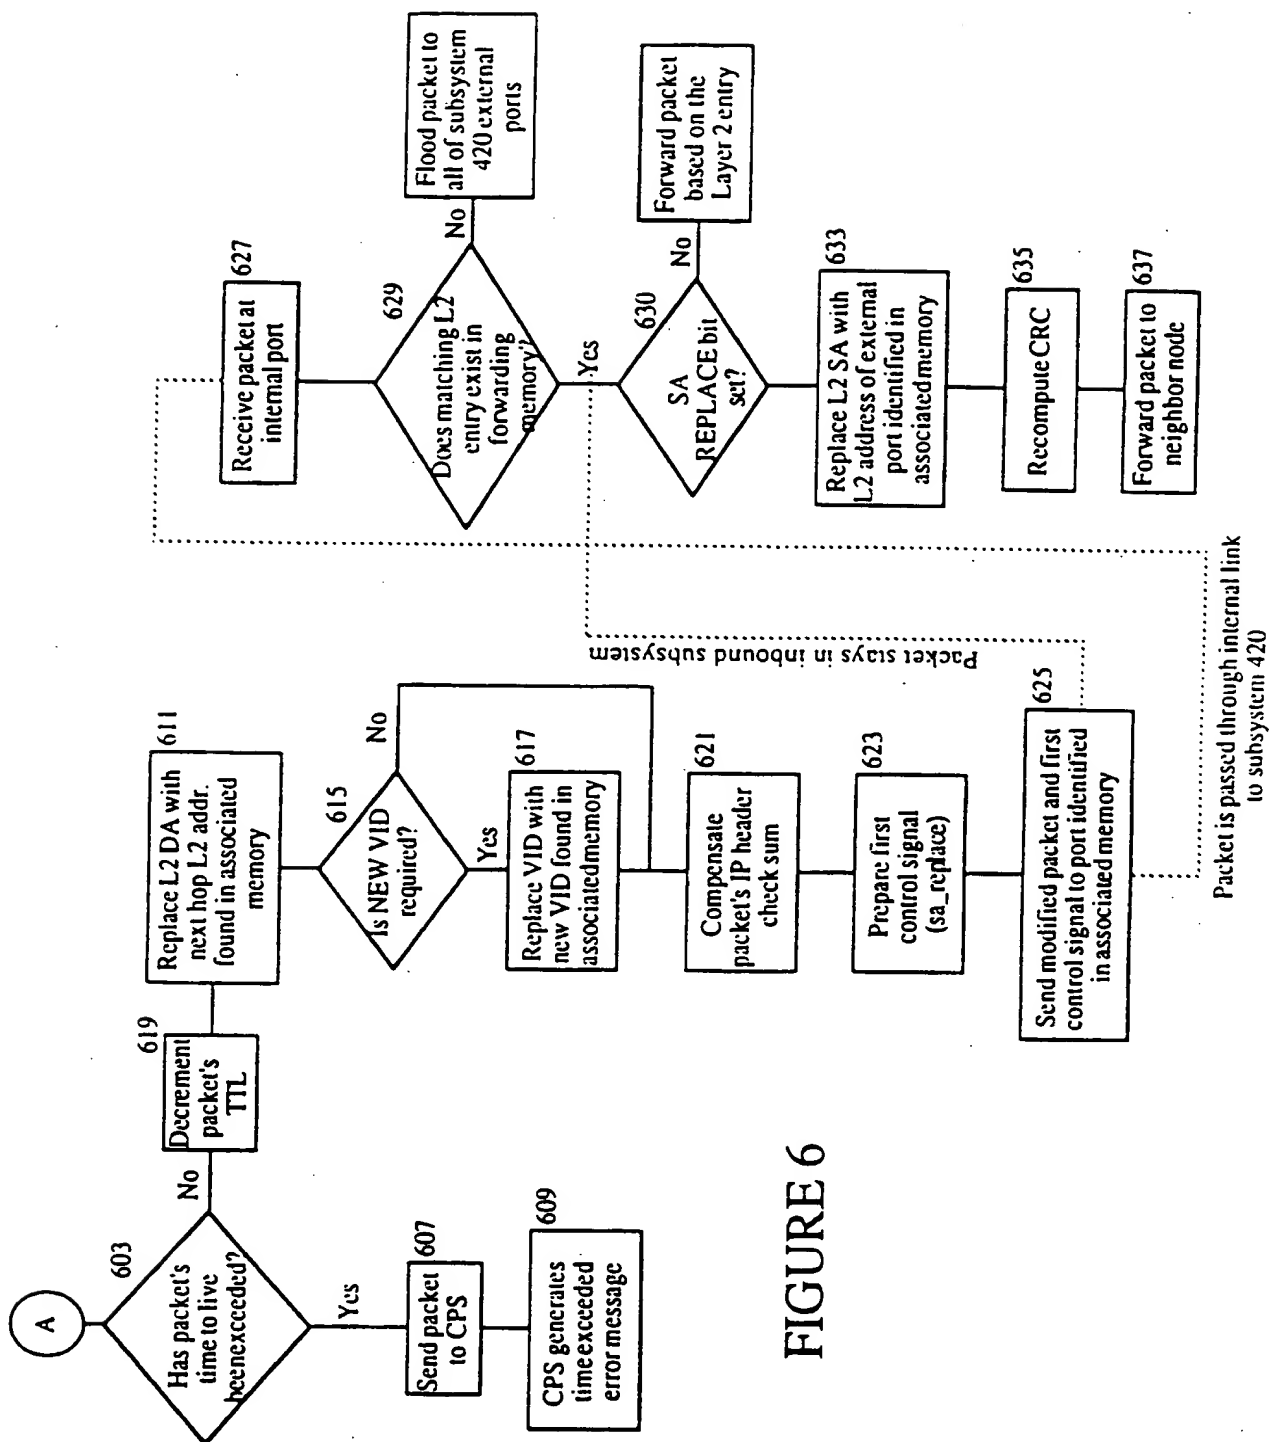 A
603
Has packet's
time to live
beenexceeded?
No
Yes
607
Send packet
to CPS
609
CPS generates
time exceeded
error message
619
Decrement
packet's
TTL
611
Replace L2 DA with
next hop L2 addr.
found in associated
memory
615
Is NEW VID
required?
No
Yes
617
Replace VID with
new VID found in
associatedmemory
621
Compensate
packet's IP header
check sum
623
Prepare first
control signal
(sa_replace)
625
Send modified packet and first
control signal to port identified
in associated memory
Packet stays in inbound subsystem
Packet is passed through internal link
to subsystem 420
627
Receive packet at
internal port
629
Does matching L2
entry exist in
forwarding
memory?
No
Flood packet to
all of subsystem
420 external
ports
Yes
630
SA
REPLACE bit
set?
No
Forward packet
based on the
Layer 2 entry
633
Replace L2 SA with
L2 address of external
port identified in
associatedmemory
635
Recompute CRC
637
Forward packet to
neighbor node
FIGURE 6